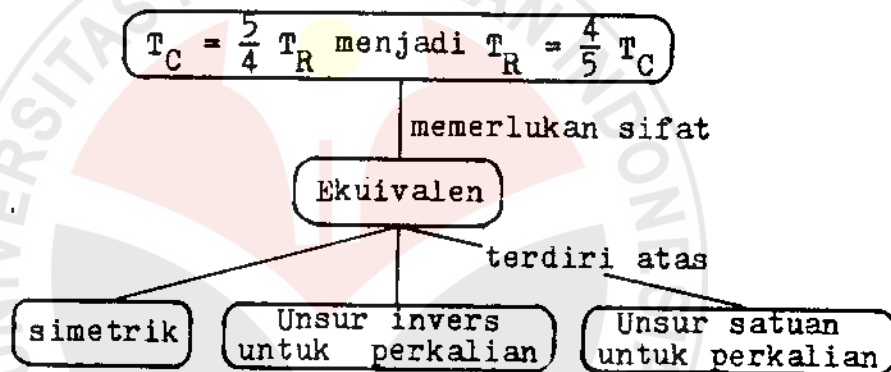 T_C = 5/4 T_R menjadi T_R = 4/5 T_C
memerlukan sifat
Ekuivalen
terdiri atas
simetrik
Unsur invers
untuk perkalian
Unsur satuan
untuk perkalian